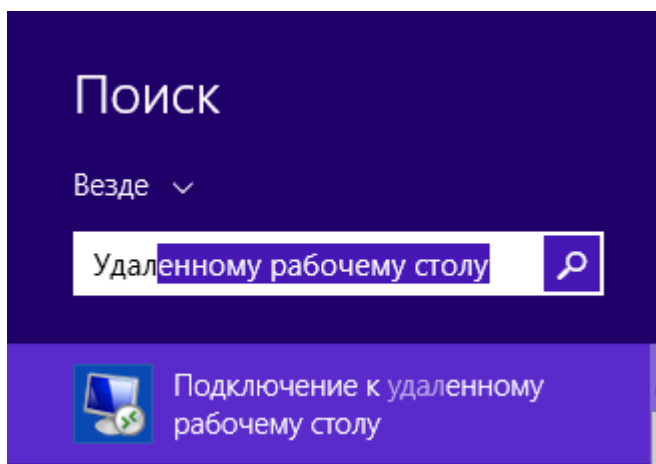 Поиск
Везде
Удаленному рабочему столу
Подключение к удаленному
рабочему столу